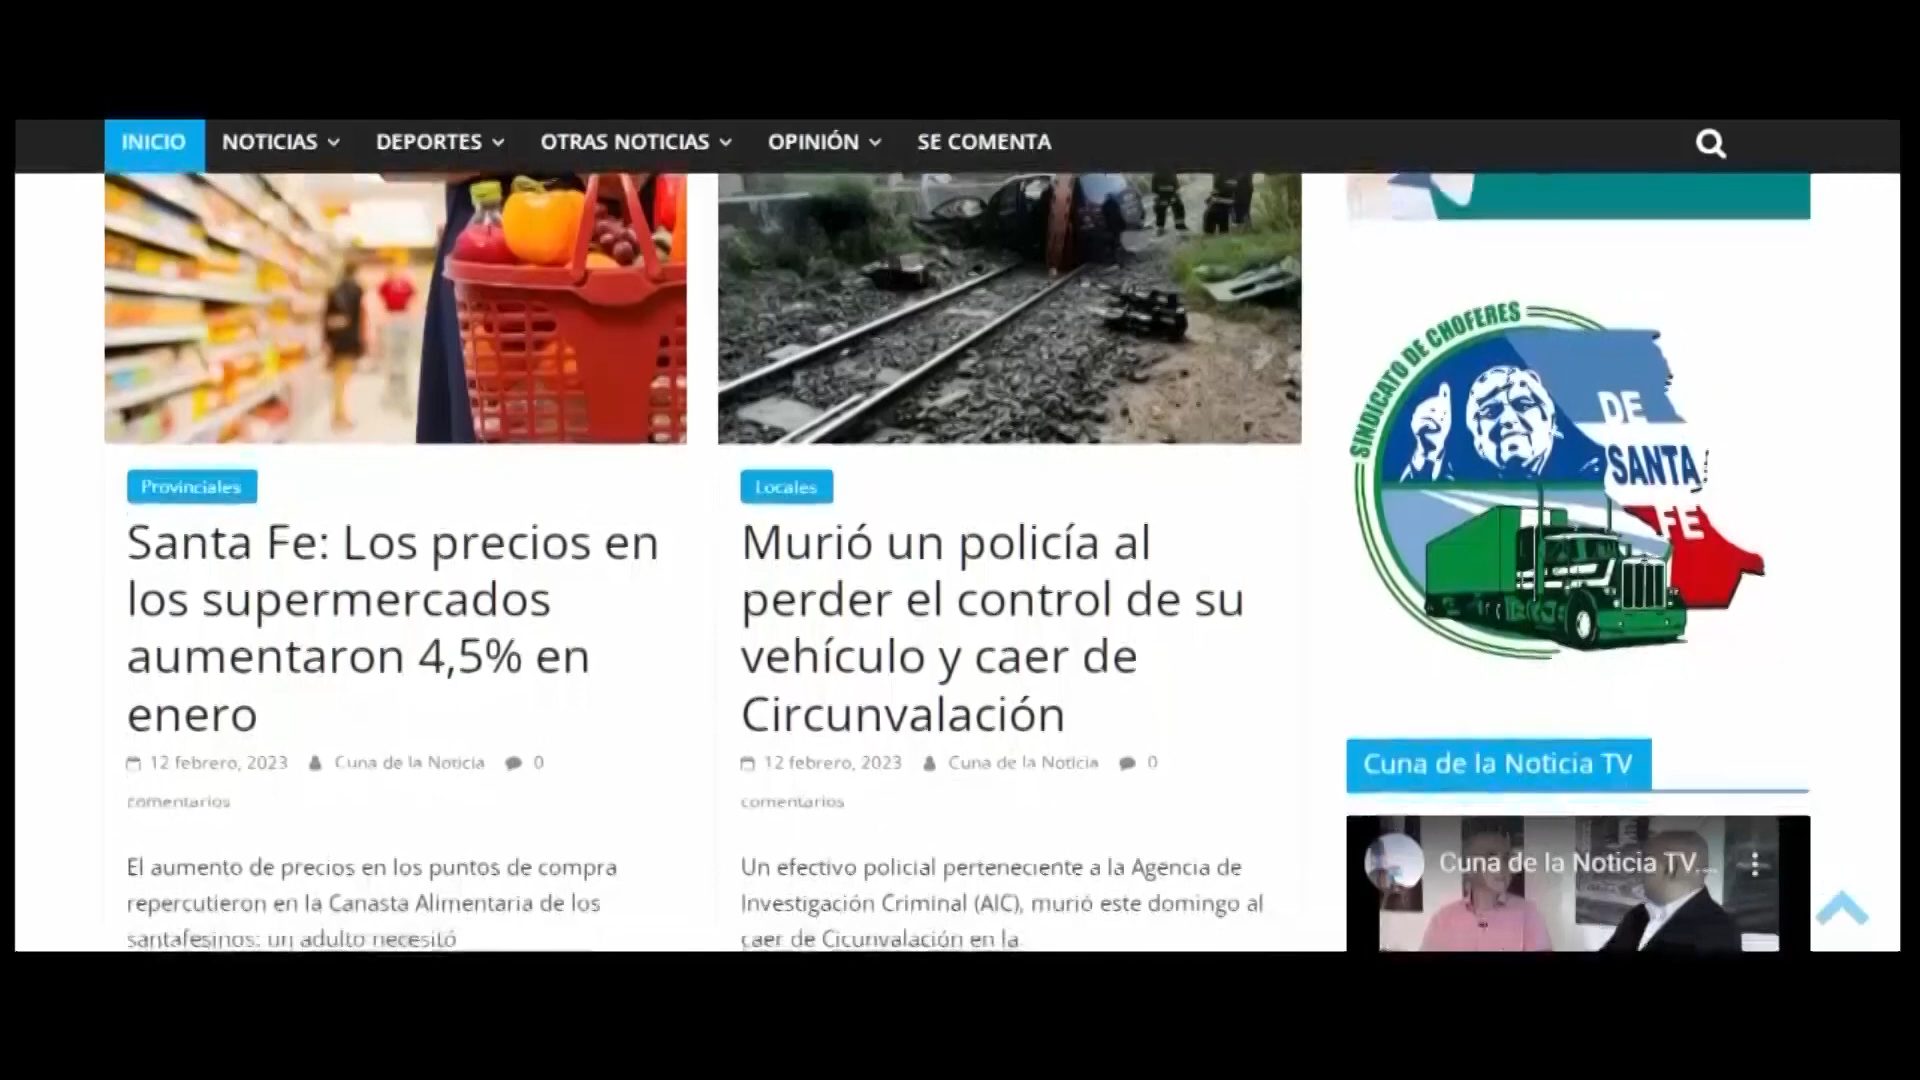 INICIO NOTICIAS DEPORTES OTRAS NOTICIAS OPINIÓN SE COMENTA
Provinciales
Santa Fe: Los precios en
los supermercados
aumentaron 4,5% en
enero
12 febrero, 2023 Cuna de la Noticia 0
comentarios
El aumento de precios en los puntos de compra
repercutieron en la Canasta Alimentaria de los
santafesinos: un adulto necesitó
Locales
Murió un policía al
perder el control de su
vehículo y caer de
Circunvalación
12 febrero, 2023 Cuna de la Noticia 0
comentarios
Un efectivo policial perteneciente a la Agencia de
Investigación Criminal (AIC), murió este domingo al
caer de Cicunvalación en la
SINDICATO DE CHOFERES
DE
SANTA
FE
Cuna de la Noticia TV
Cuna de la Noticia TV...